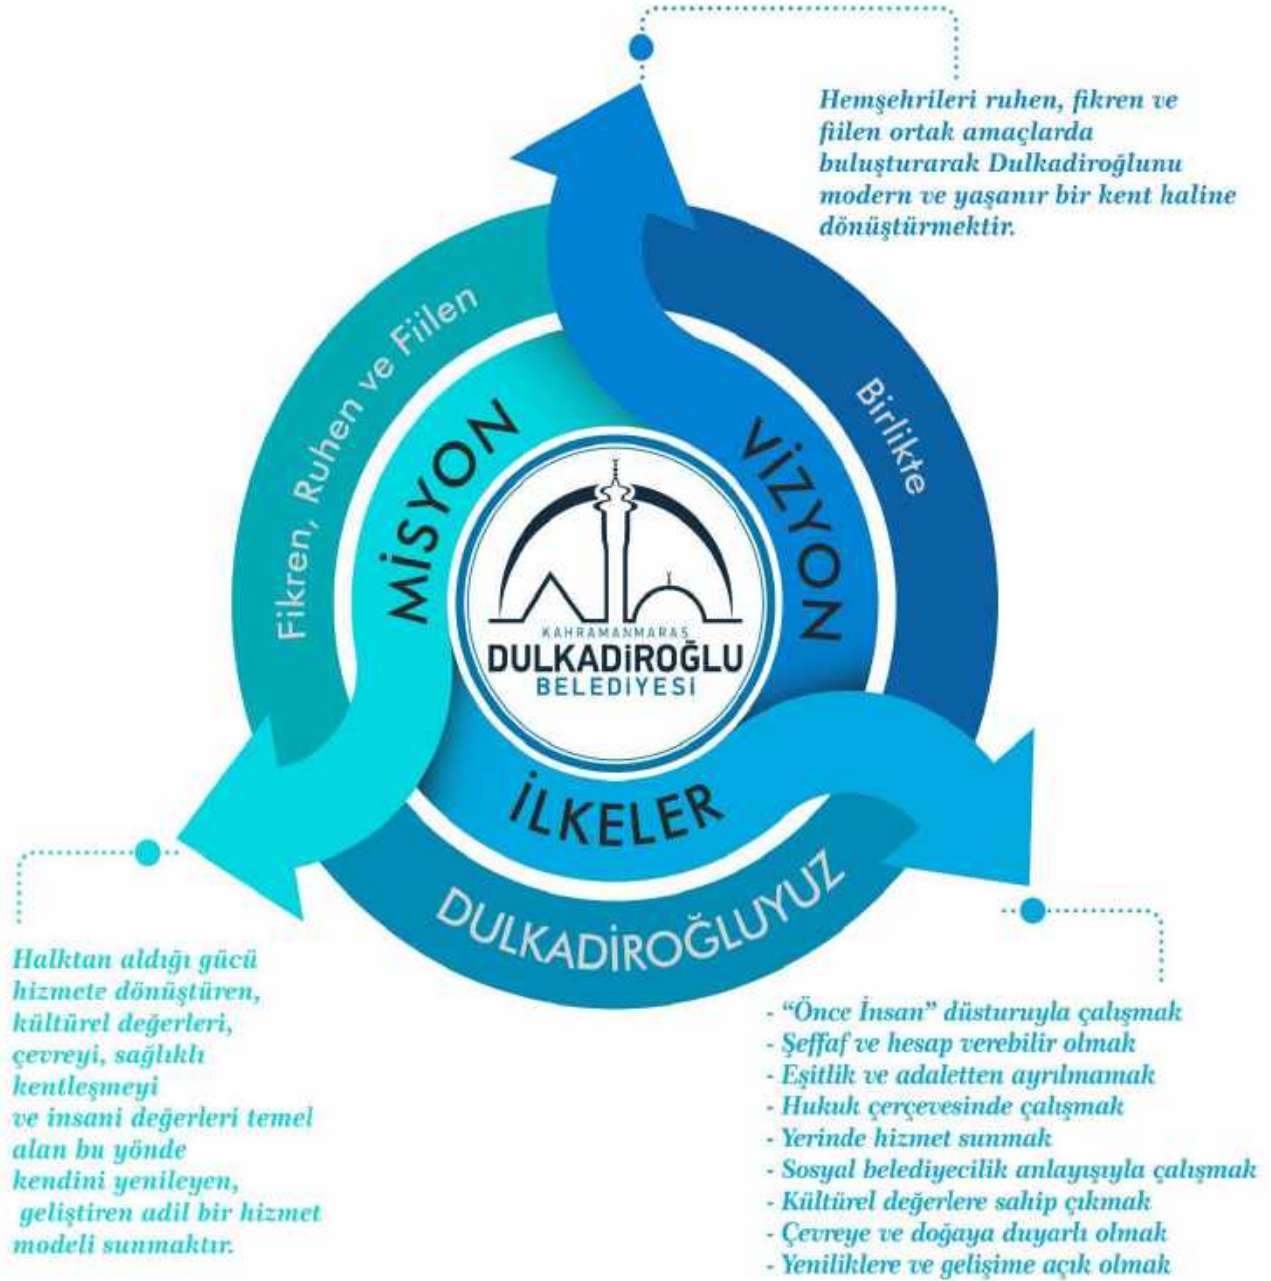 Hemşehrileri ruhen, fikren ve
fiilen ortak amaçlarda
buluşturarak Dulkadiroğlunu
modern ve yaşanır bir kent haline
dönüştürmektir.
Fikren, Ruhen ve Fiilen
Birlikte
MİSYON
VİZYON
KAHRAMANMARAŞ
DULKADİROĞLU
BELEDİYESİ
İLKELER
DULKADİROĞLUYUZ
Halktan aldığı gücü
hizmete dönüştüren,
kültürel değerleri,
çevreyi, sağlıklı
kentleşmeyi
ve insani değerleri temel
alan bu yönde
kendini yenileyen,
geliştiren adil bir hizmet
modeli sunmaktır.
- “Önce İnsan” düsturuyla çalışmak
- Şeffaf ve hesap verebilir olmak
- Eşitlik ve adaletten ayrılmamak
- Hukuk çerçevesinde çalışmak
- Yerinde hizmet sunmak
- Sosyal belediyecilik anlayışıyla çalışmak
- Kültürel değerlere sahip çıkmak
- Çevreye ve doğaya duyarlı olmak
- Yeniliklere ve gelişime açık olmak